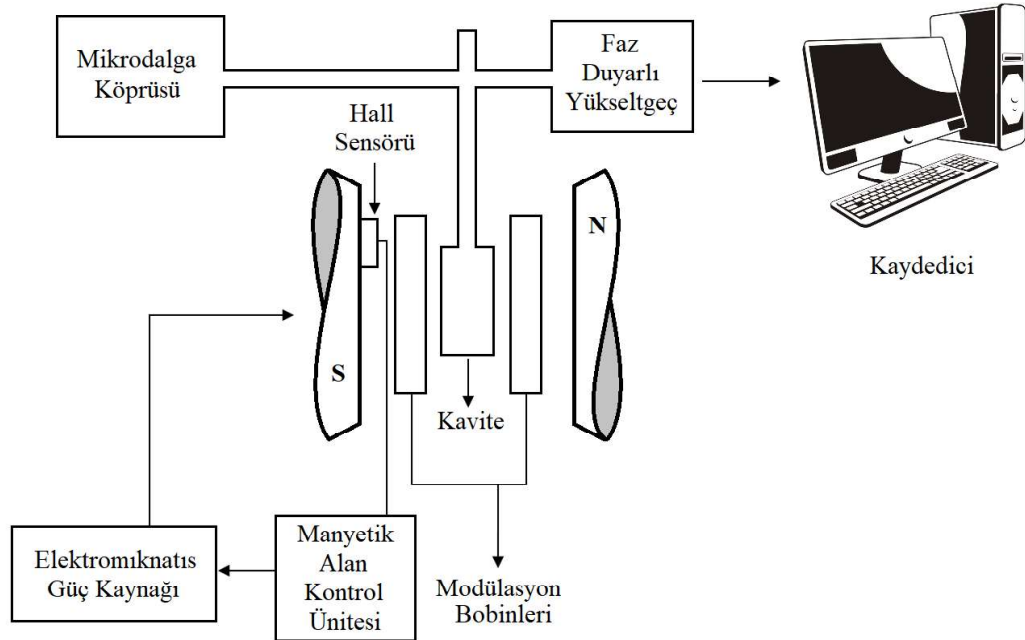 Mikrodalga
Köprüsü
Faz
Duyarlı
Yükseltgeç
Hall
Sensörü
N
S
Kaydedici
Kavite
Elektromıknatıs
Güç Kaynağı
Manyetik
Alan
Kontrol
Ünitesi
Modülasyon
Bobinleri